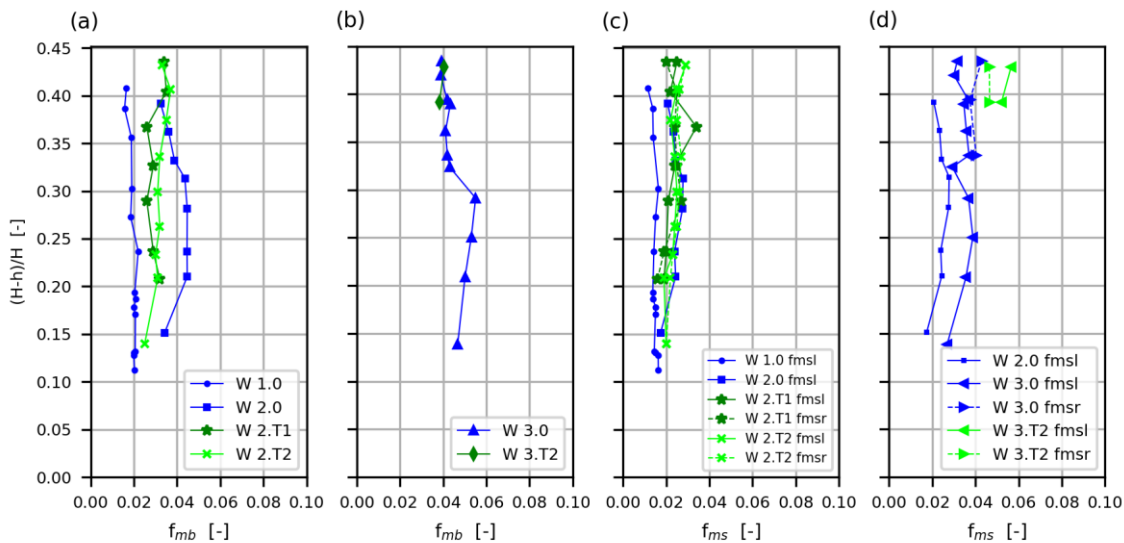 (a)
(b)
(c)
(d)
(H-h)/H [-]
0.45
0.40
0.35
0.30
0.25
0.20
0.15
0.10
0.05
0.00
W 1.0
W 2.0
W 2.T1
W 2.T2
0.00 0.02 0.04 0.06 0.08 0.10
f_mb [-]
W 3.0
W 3.T2
0.00 0.02 0.04 0.06 0.08 0.10
f_mb [-]
W 1.0 fmsl
W 2.0 fmsl
W 2.T1 fmsl
W 2.T1 fmsr
W 2.T2 fmsl
W 2.T2 fmsr
0.00 0.02 0.04 0.06 0.08 0.10
f_ms [-]
W 2.0 fmsl
W 3.0 fmsl
W 3.0 fmsr
W 3.T2 fmsl
W 3.T2 fmsr
0.00 0.02 0.04 0.06 0.08 0.10
f_ms [-]